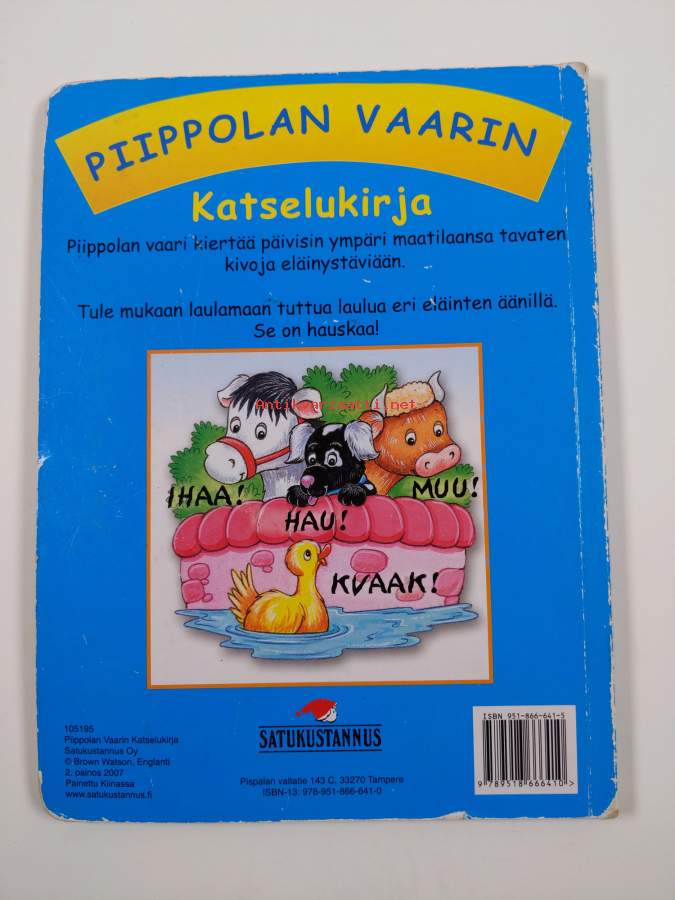 PIIPPOLAN VAARIN
Katselukirja
Piippolan vaari kiertää päivisin ympäri maatilaansa tavaten
kivoja eläinystäviään.
Tule mukaan laulamaan tuttua laulua eri eläinten äänillä.
Se on hauskaa!
Antikvariaatti.net
IHAA!
MUU!
HAU!
KVAAK!
105195
Piippolan Vaarin Katselukirja
Satukustannus Oy
© Brown Watson, Englanti
2. painos 2007
Painettu Kiinassa
www.satukustannus.fi
SATUKUSTANNUS
Pispalan valtatie 143 C, 33270 Tampere
ISBN-13: 978-951-866-641-0
ISBN 951-866-641-5
9 789518 666410 >